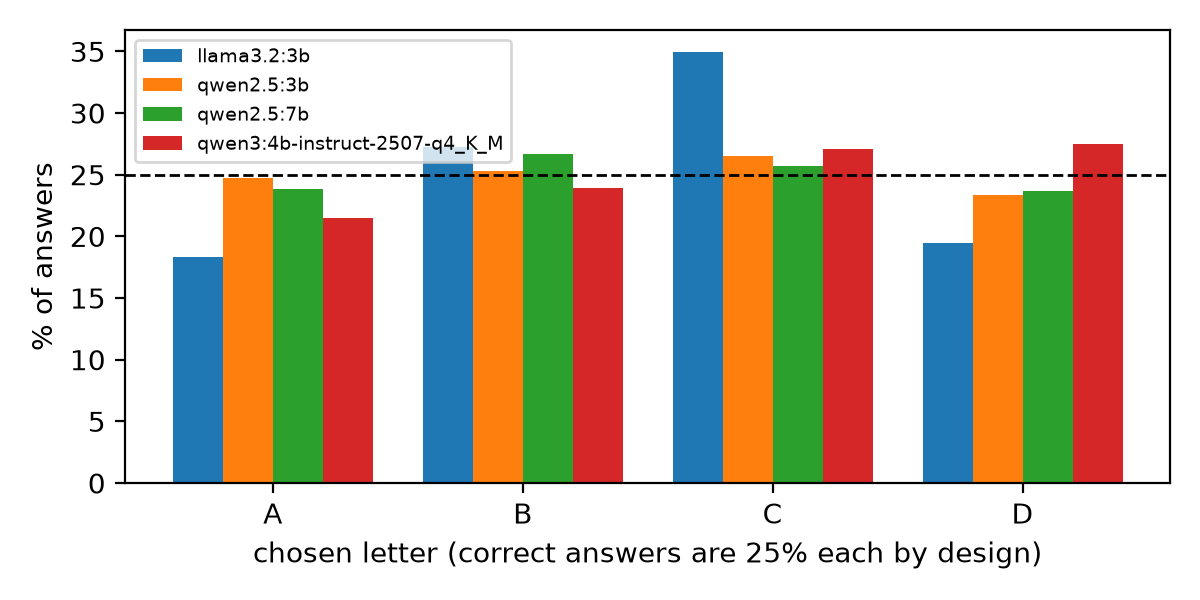 llama3.2:3b
qwen2.5:3b
qwen2.5:7b
qwen3:4b-instruct-2507-q4_K_M
% of answers
35
30
25
20
15
10
5
0
A B C D
chosen letter (correct answers are 25% each by design)